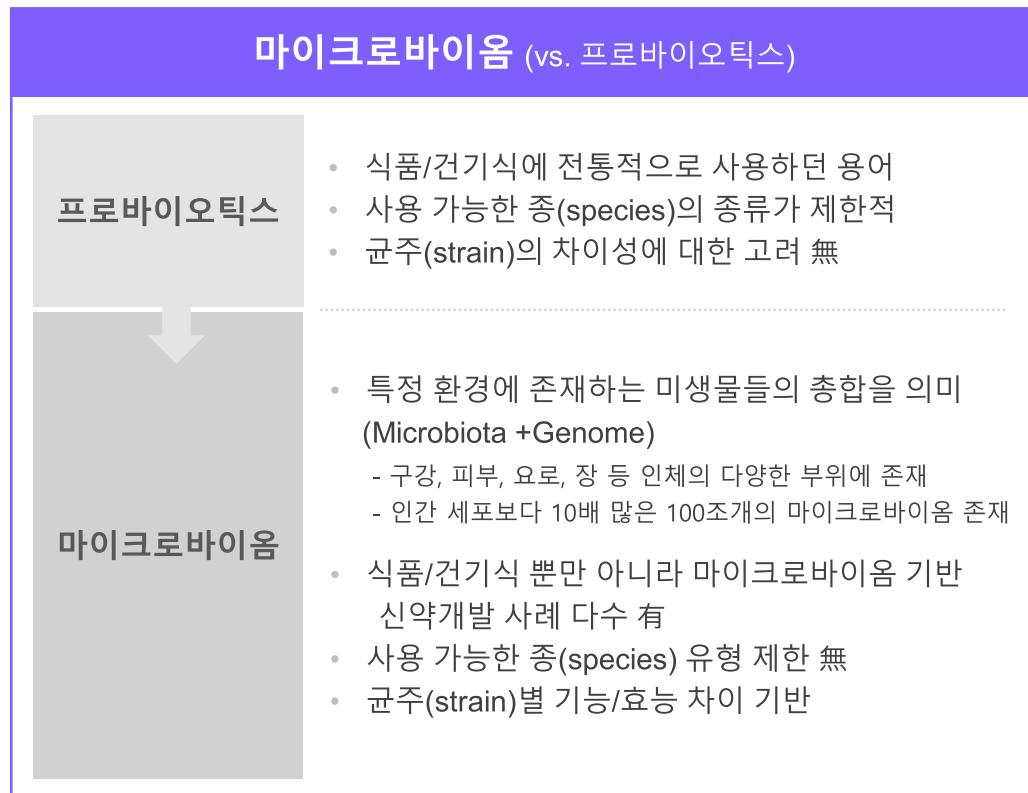 마이크로바이옴 (vs. 프로바이오틱스)
프로바이오틱스
• 식품/건기식에 전통적으로 사용하던 용어
• 사용 가능한 종(species)의 종류가 제한적
• 균주(strain)의 차이성에 대한 고려 無
마이크로바이옴
• 특정 환경에 존재하는 미생물들의 총합을 의미
(Microbiota +Genome)
- 구강, 피부, 요로, 장 등 인체의 다양한 부위에 존재
- 인간 세포보다 10배 많은 100조개의 마이크로바이옴 존재
• 식품/건기식 뿐만 아니라 마이크로바이옴 기반
신약개발 사례 다수 有
• 사용 가능한 종(species) 유형 제한 無
• 균주(strain)별 기능/효능 차이 기반